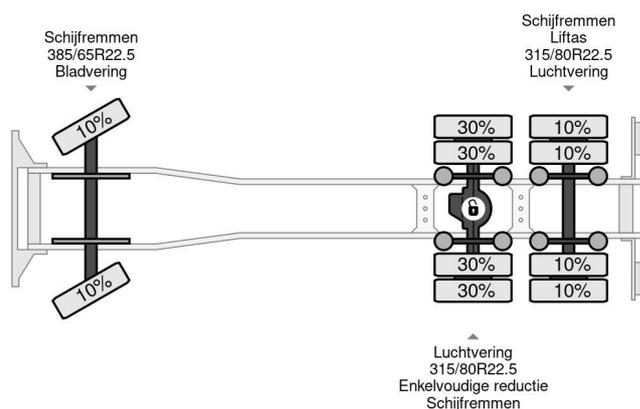 Schijfremmen
385/65R22.5
Bladvering
Schijfremmen
Liftas
315/80R22.5
Luchtvering
10%
30%
10%
30%
10%
30%
10%
10%
30%
10%
Luchtvering
315/80R22.5
Enkelvoudige reductie
Schijfremmen